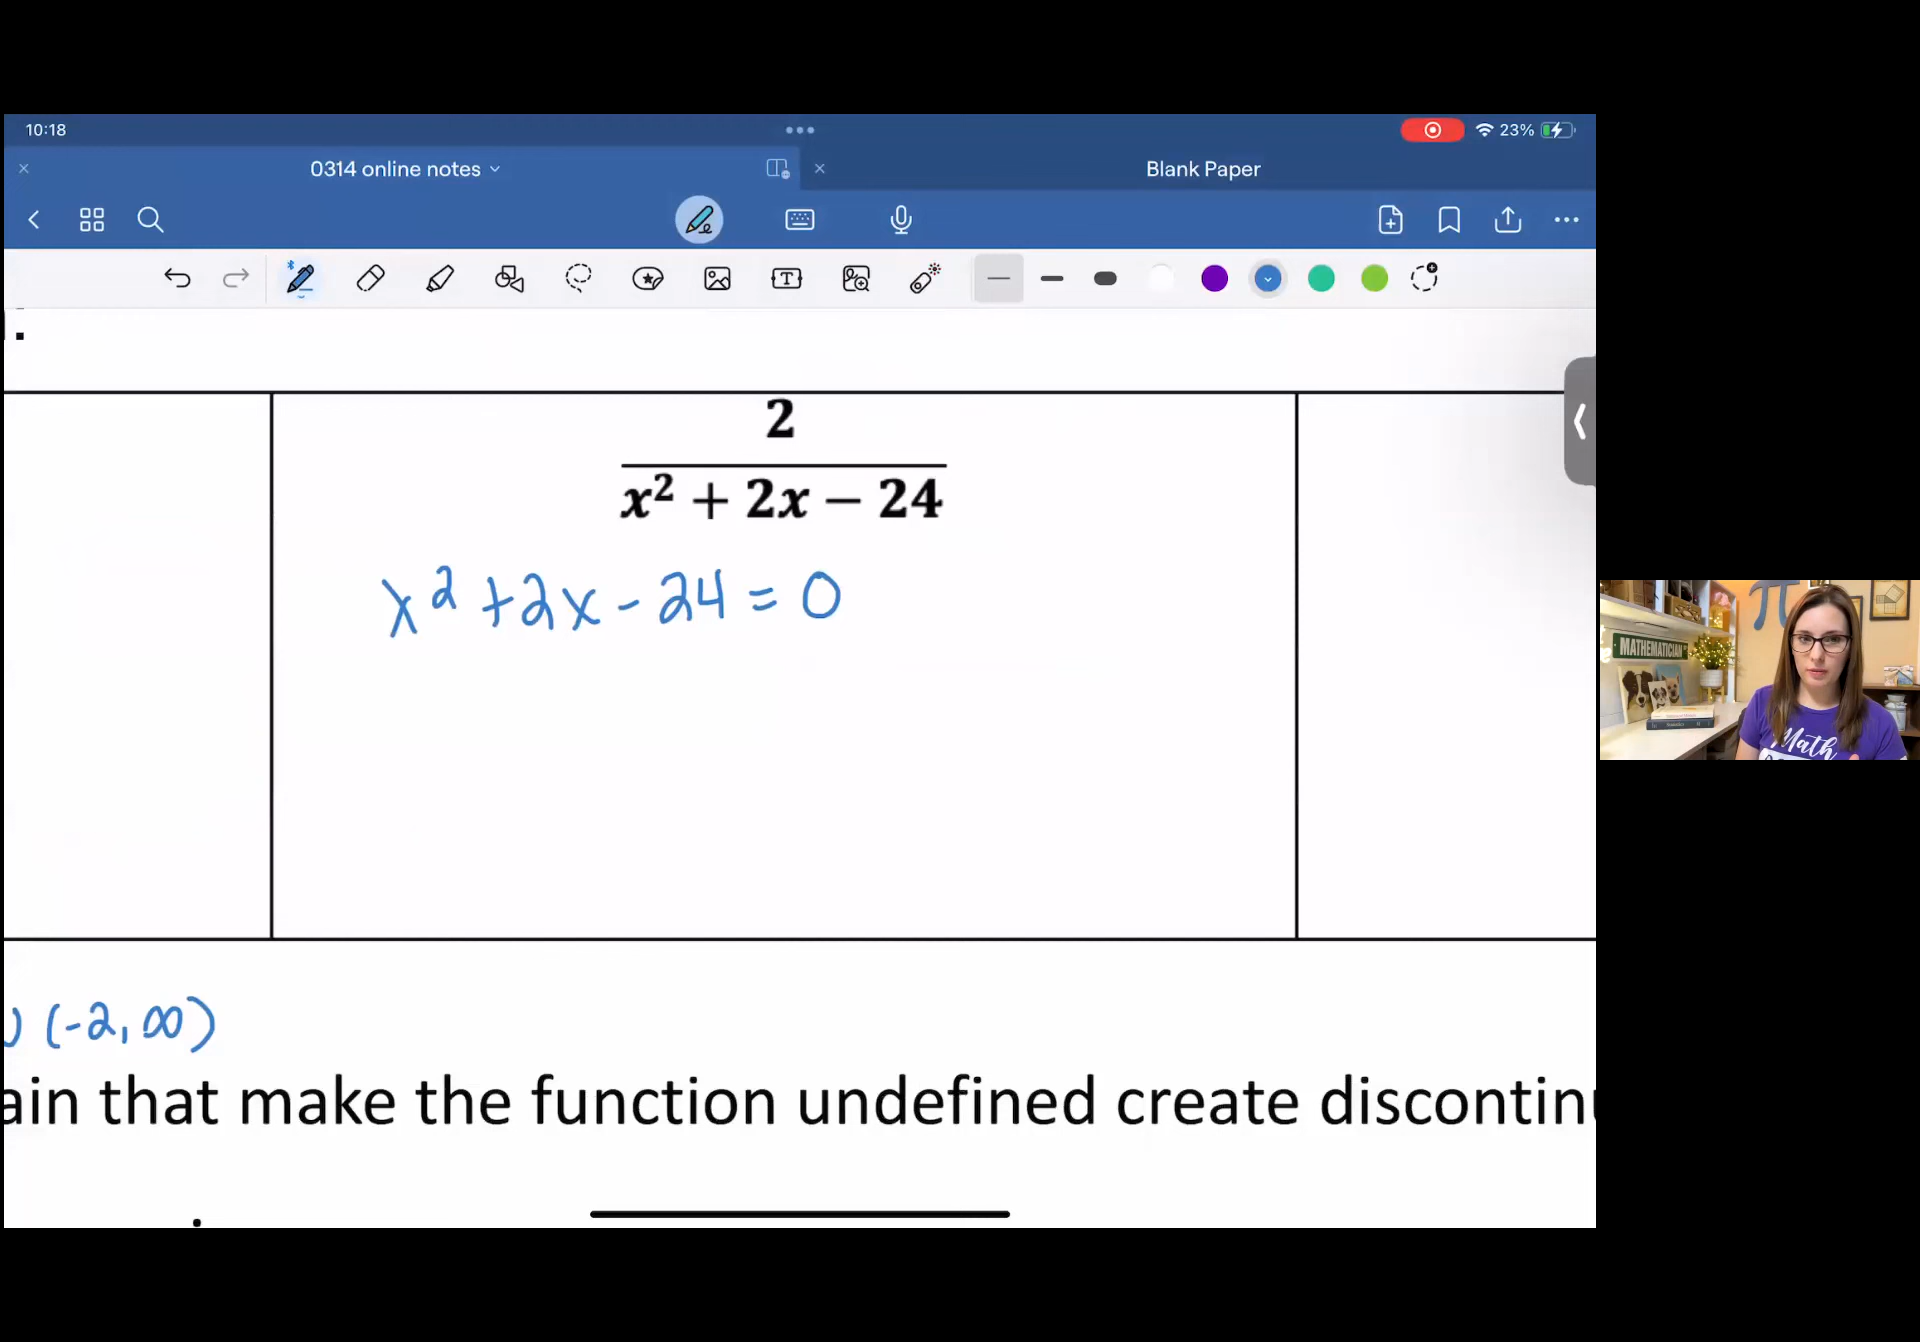 10:18
23%
0314 online notes
Blank Paper
2
x² + 2x − 24
x² + 2x - 24 = 0
MATHEMATICIAN
Math
(-2, ∞)
ain that make the function undefined create discontinu